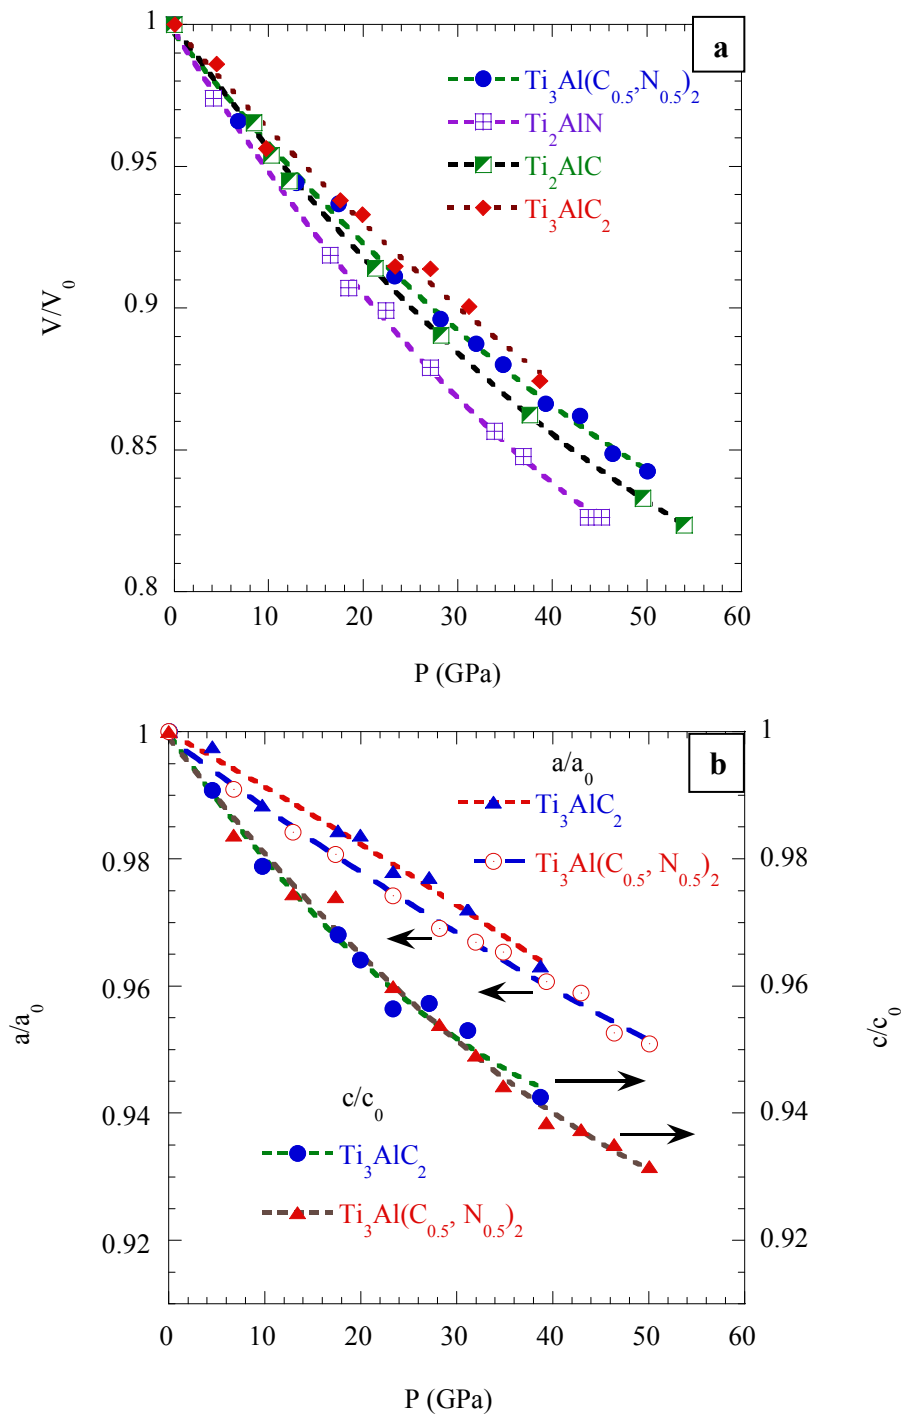 a
1
0.95
0.9
0.85
0.8
V/V0
Ti3Al(C0.5,N0.5)2
Ti2AlN
Ti2AlC
Ti3AlC2
0 10 20 30 40 50 60
P (GPa)
b
1
0.98
0.96
0.94
0.92
a/a0
a/a0
Ti3AlC2
Ti3Al(C0.5, N0.5)2
c/c0
Ti3AlC2
Ti3Al(C0.5, N0.5)2
1
0.98
0.96
0.94
0.92
c/c0
0 10 20 30 40 50 60
P (GPa)